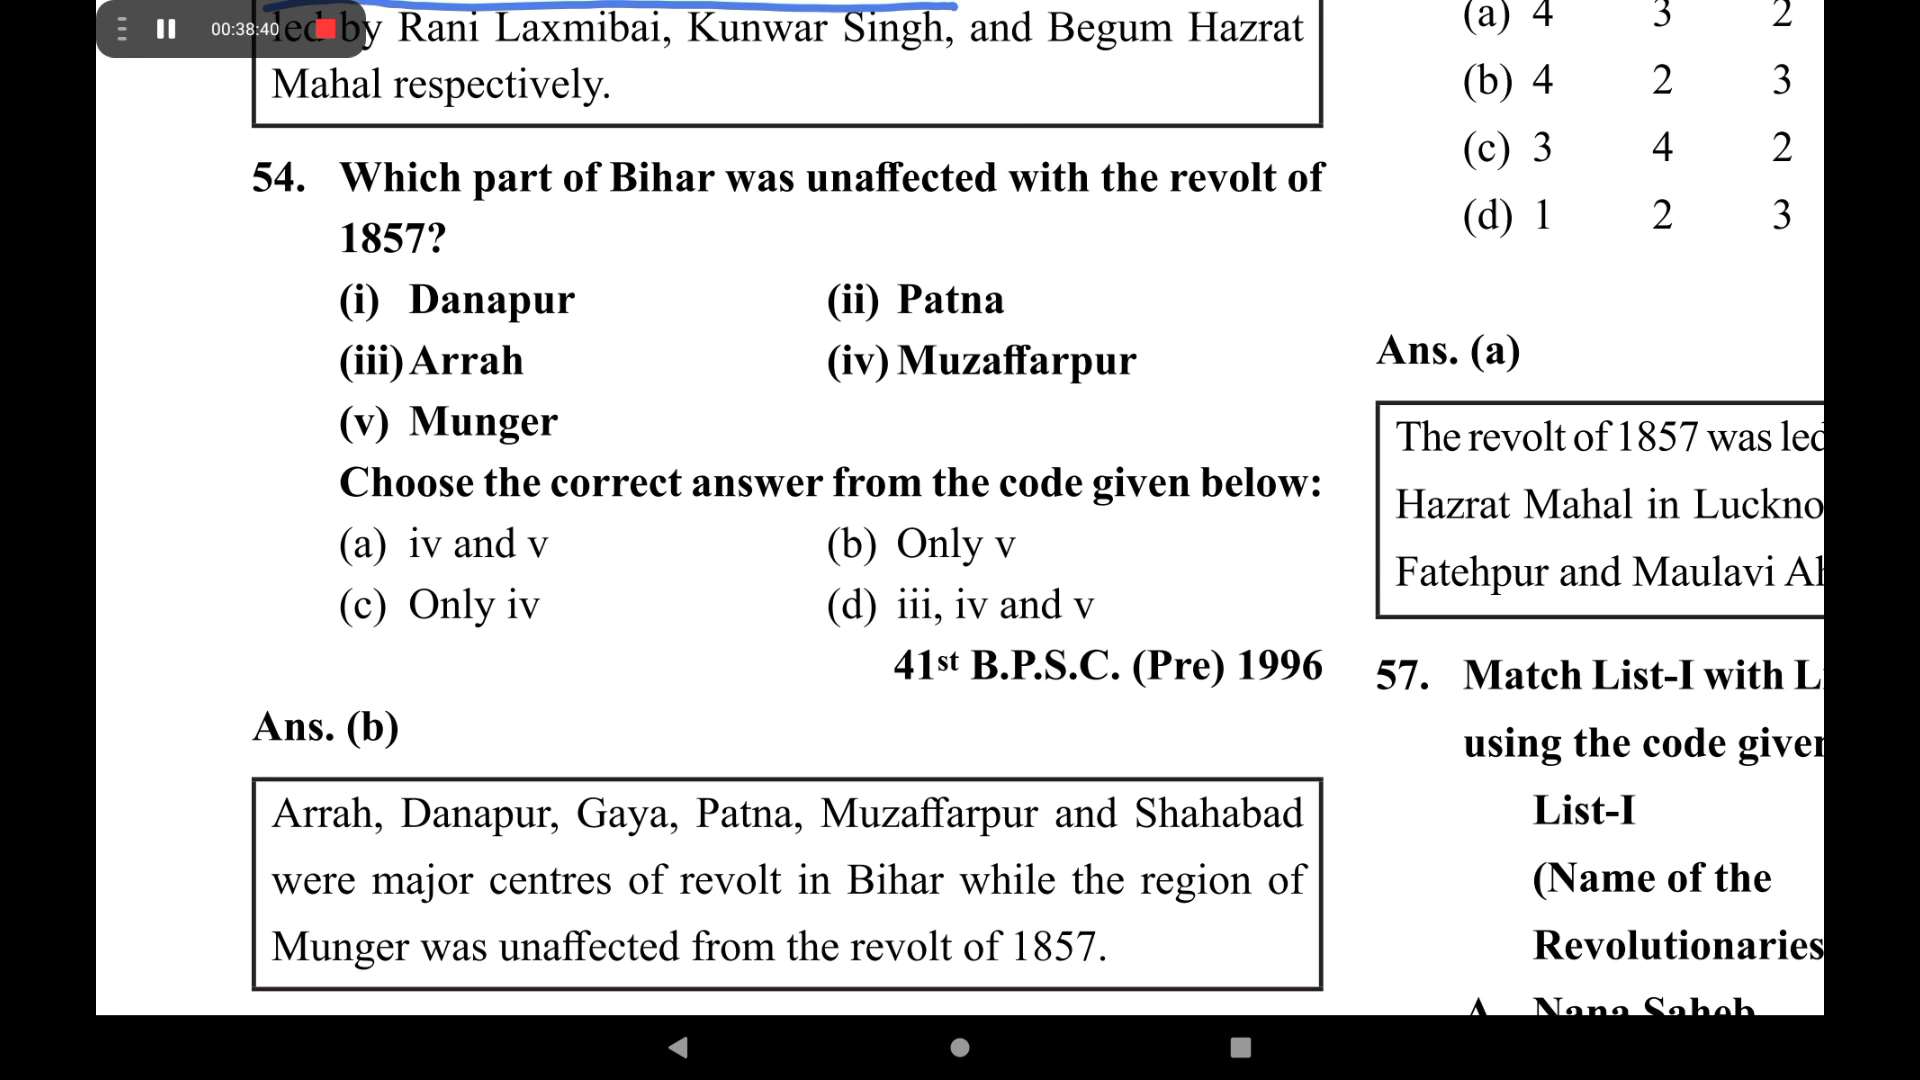 00:38:40
led by Rani Laxmibai, Kunwar Singh, and Begum Hazrat
Mahal respectively.
54. Which part of Bihar was unaffected with the revolt of
1857?
(i) Danapur (ii) Patna
(iii) Arrah (iv) Muzaffarpur
(v) Munger
Choose the correct answer from the code given below:
(a) iv and v (b) Only v
(c) Only iv (d) iii, iv and v
41st B.P.S.C. (Pre) 1996
Ans. (b)
Arrah, Danapur, Gaya, Patna, Muzaffarpur and Shahabad
were major centres of revolt in Bihar while the region of
Munger was unaffected from the revolt of 1857.
(a) 4 3 2
(b) 4 2 3
(c) 3 4 2
(d) 1 2 3
Ans. (a)
The revolt of 1857 was led
Hazrat Mahal in Luckno
Fatehpur and Maulavi
57. Match List-I with
using the code given
List-I
(Name of the
Revolutionaries
A. Nana Saheb